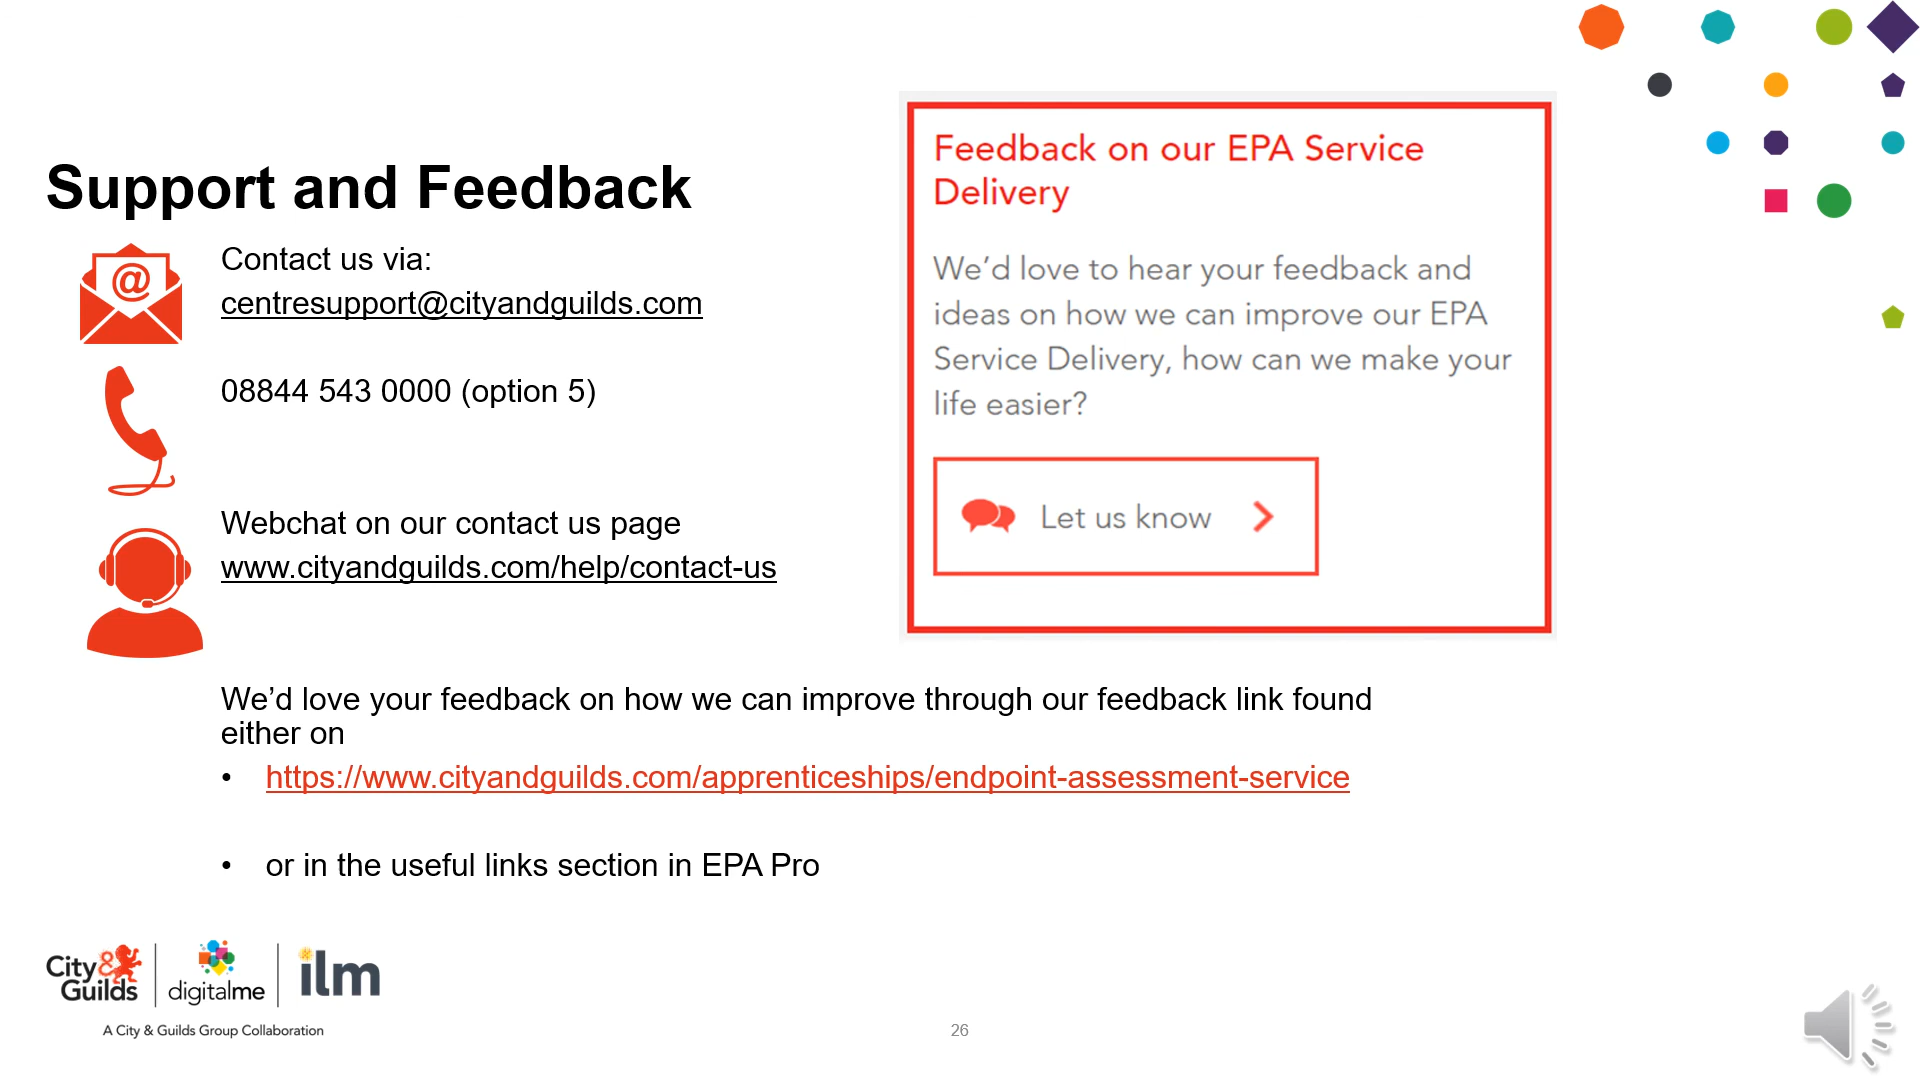 Support and Feedback
Contact us via:
centresupport@cityandguilds.com
08844 543 0000 (option 5)
Webchat on our contact us page
www.cityandguilds.com/help/contact-us
Feedback on our EPA Service
Delivery
We’d love to hear your feedback and
ideas on how we can improve our EPA
Service Delivery, how can we make your
life easier?
Let us know
We’d love your feedback on how we can improve through our feedback link found
either on
• https://www.cityandguilds.com/apprenticeships/endpoint-assessment-service
• or in the useful links section in EPA Pro
City &
Guilds
digitalme
ilm
A City & Guilds Group Collaboration
26